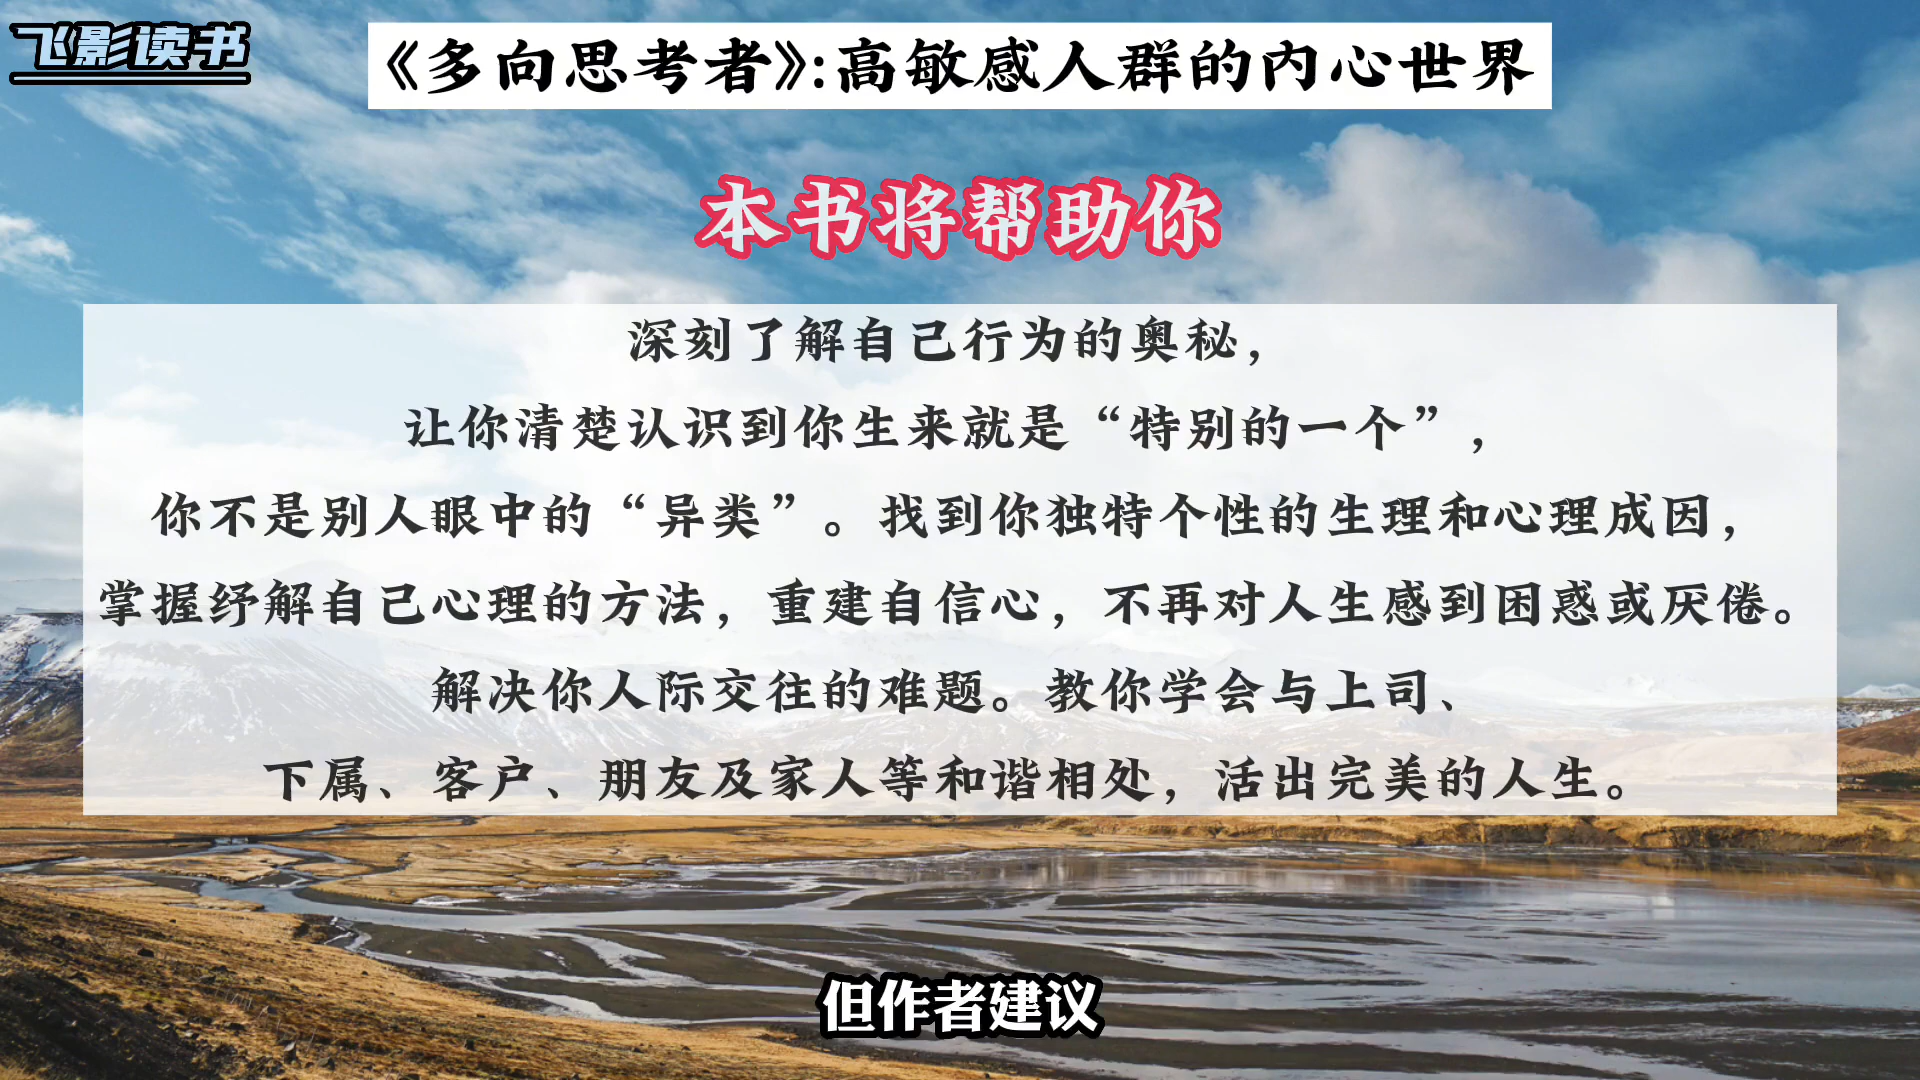 飞影读书
《多向思考者》:高敏感人群的内心世界
本书将帮助你
深刻了解自己行为的奥秘，
让你清楚认识到你生来就是“特别的一个”，
你不是别人眼中的“异类”。找到你独特个性的生理和心理成因，
掌握纾解自己心理的方法，重建自信心，不再对人生感到困惑或厌倦。
解决你人际交往的难题。教你学会与上司、
下属、客户、朋友及家人等和谐相处，活出完美的人生。
但作者建议